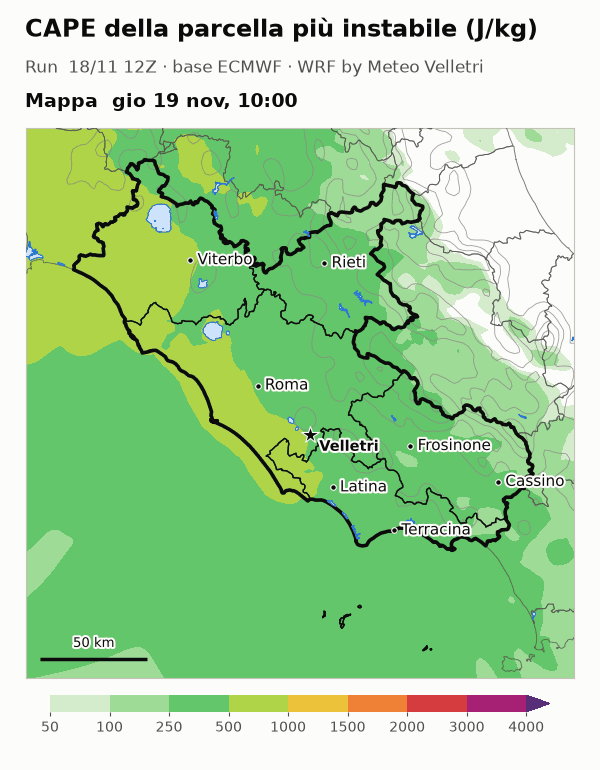 CAPE della parcella più instabile (J/kg)
Run  18/11 12Z · base ECMWF · WRF by Meteo Velletri
Mappa  gio 19 nov, 10:00
Viterbo
Rieti
Roma
Velletri
Frosinone
Cassino
Latina
Terracina
50 km
50 100 250 500 1000 1500 2000 3000 4000